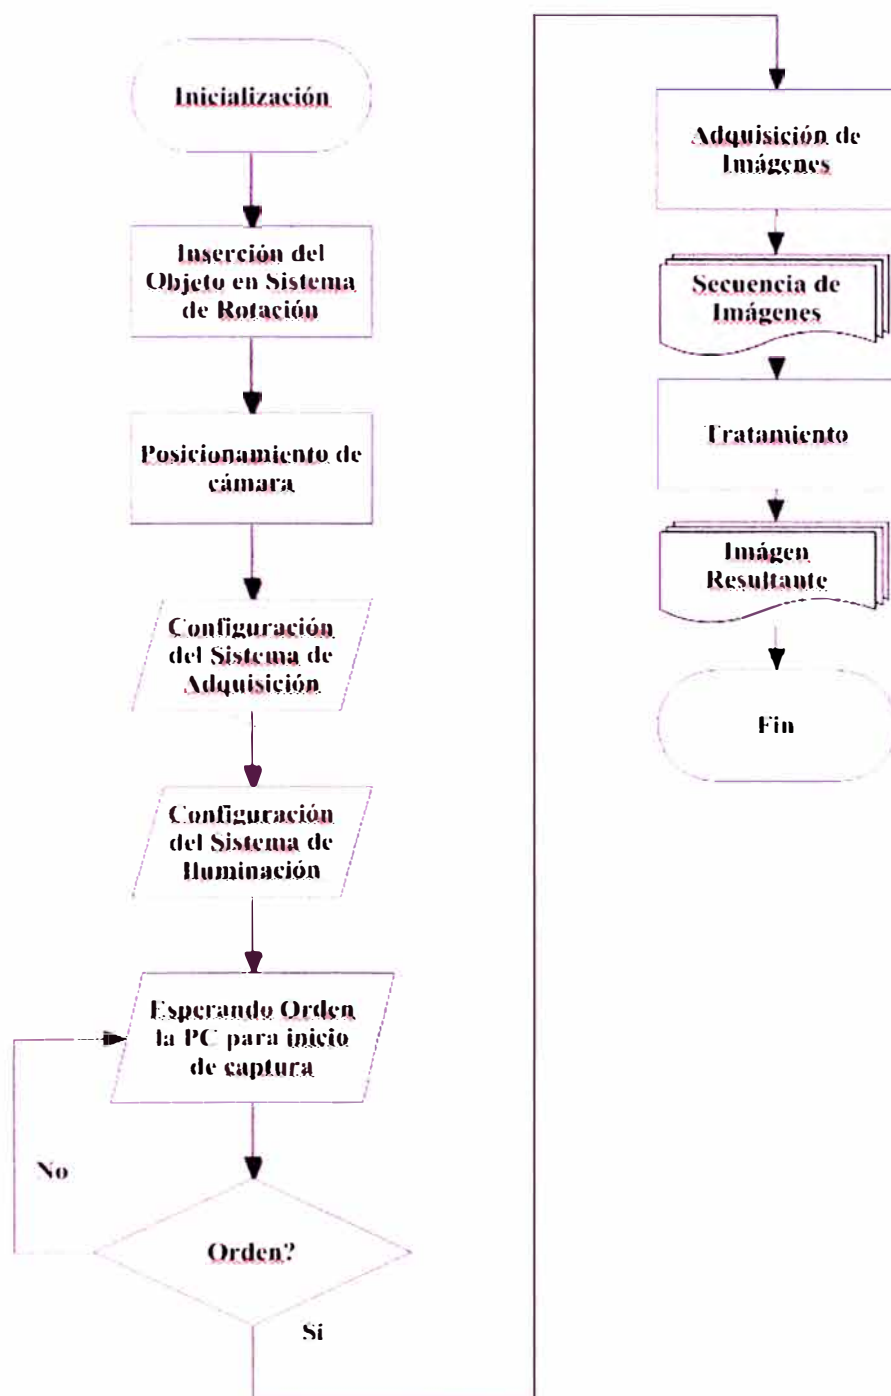 Inicialización
Inserción del
Objeto en Sistema
de Rotación
Posicionamiento de
cámara
Configuración
del Sistema de
Adquisición
Configuración
del Sistema de
Iluminación
Esperando Orden
la PC para inicio
de captura
No
Orden?
Si
Adquisición de
Imágenes
Secuencia de
Imágenes
Tratamiento
Imágen
Resultante
Fin